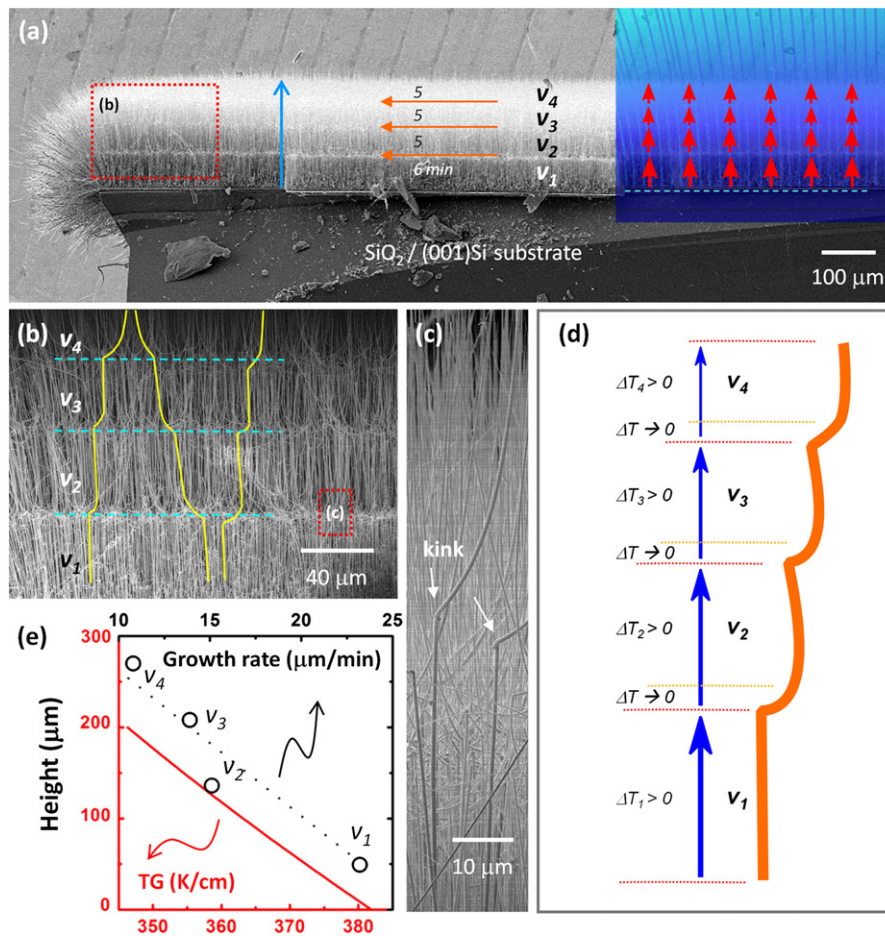 (a)
(b)
5
5
5
6 min
v4
v3
v2
v1
SiO2 / (001)Si substrate
100 μm
(b)
v4
v3
v2
v1
(c)
40 μm
(c)
kink
10 μm
(d)
ΔT4 > 0
v4
ΔT → 0
ΔT3 > 0
v3
ΔT → 0
ΔT2 > 0
v2
ΔT → 0
ΔT1 > 0
v1
(e)
10 15 20 25
Growth rate (μm/min)
300
200
100
0
Height (μm)
v4
v3
v2
v1
TG (K/cm)
350 360 370 380